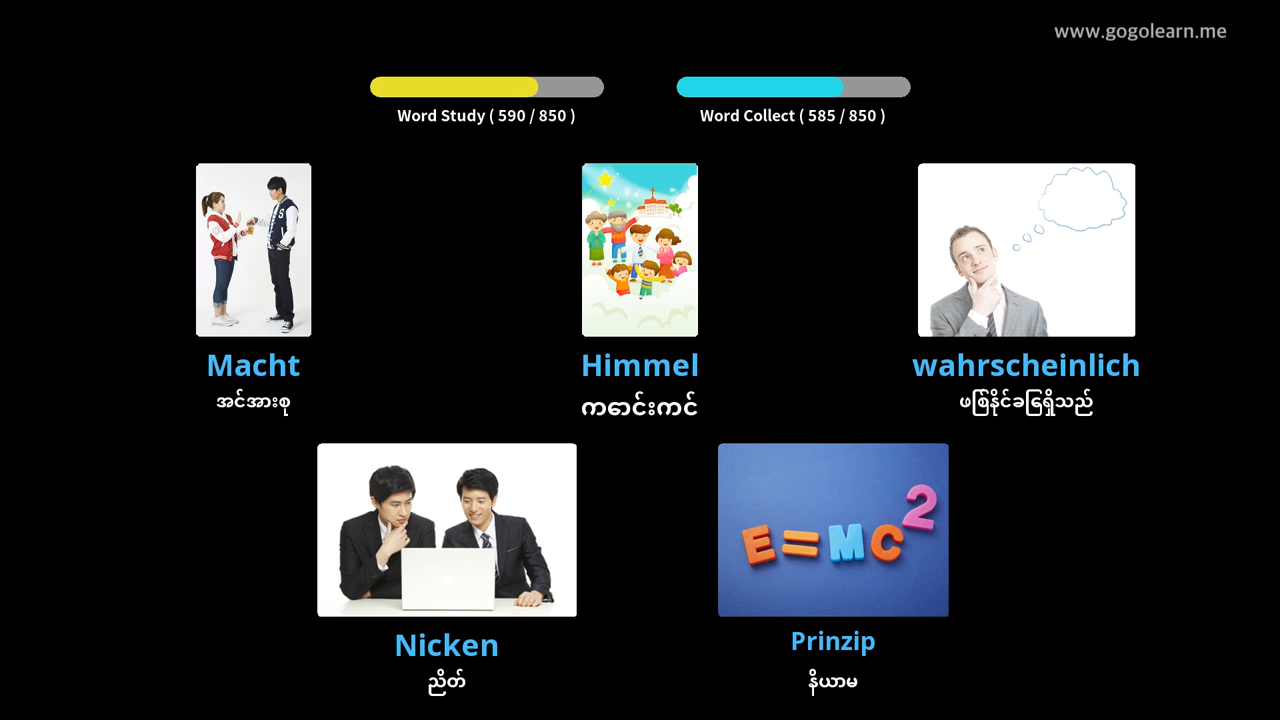 www.gogolearn.me
Word Study ( 590 / 850 )
Word Collect ( 585 / 850 )
Macht
အင်အားစု
Himmel
ကောင်းကင်
wahrscheinlich
ဖြစ်နိုင်ခြေရှိသည်
E=MC2
Nicken
ညိတ်
Prinzip
နိယာမ